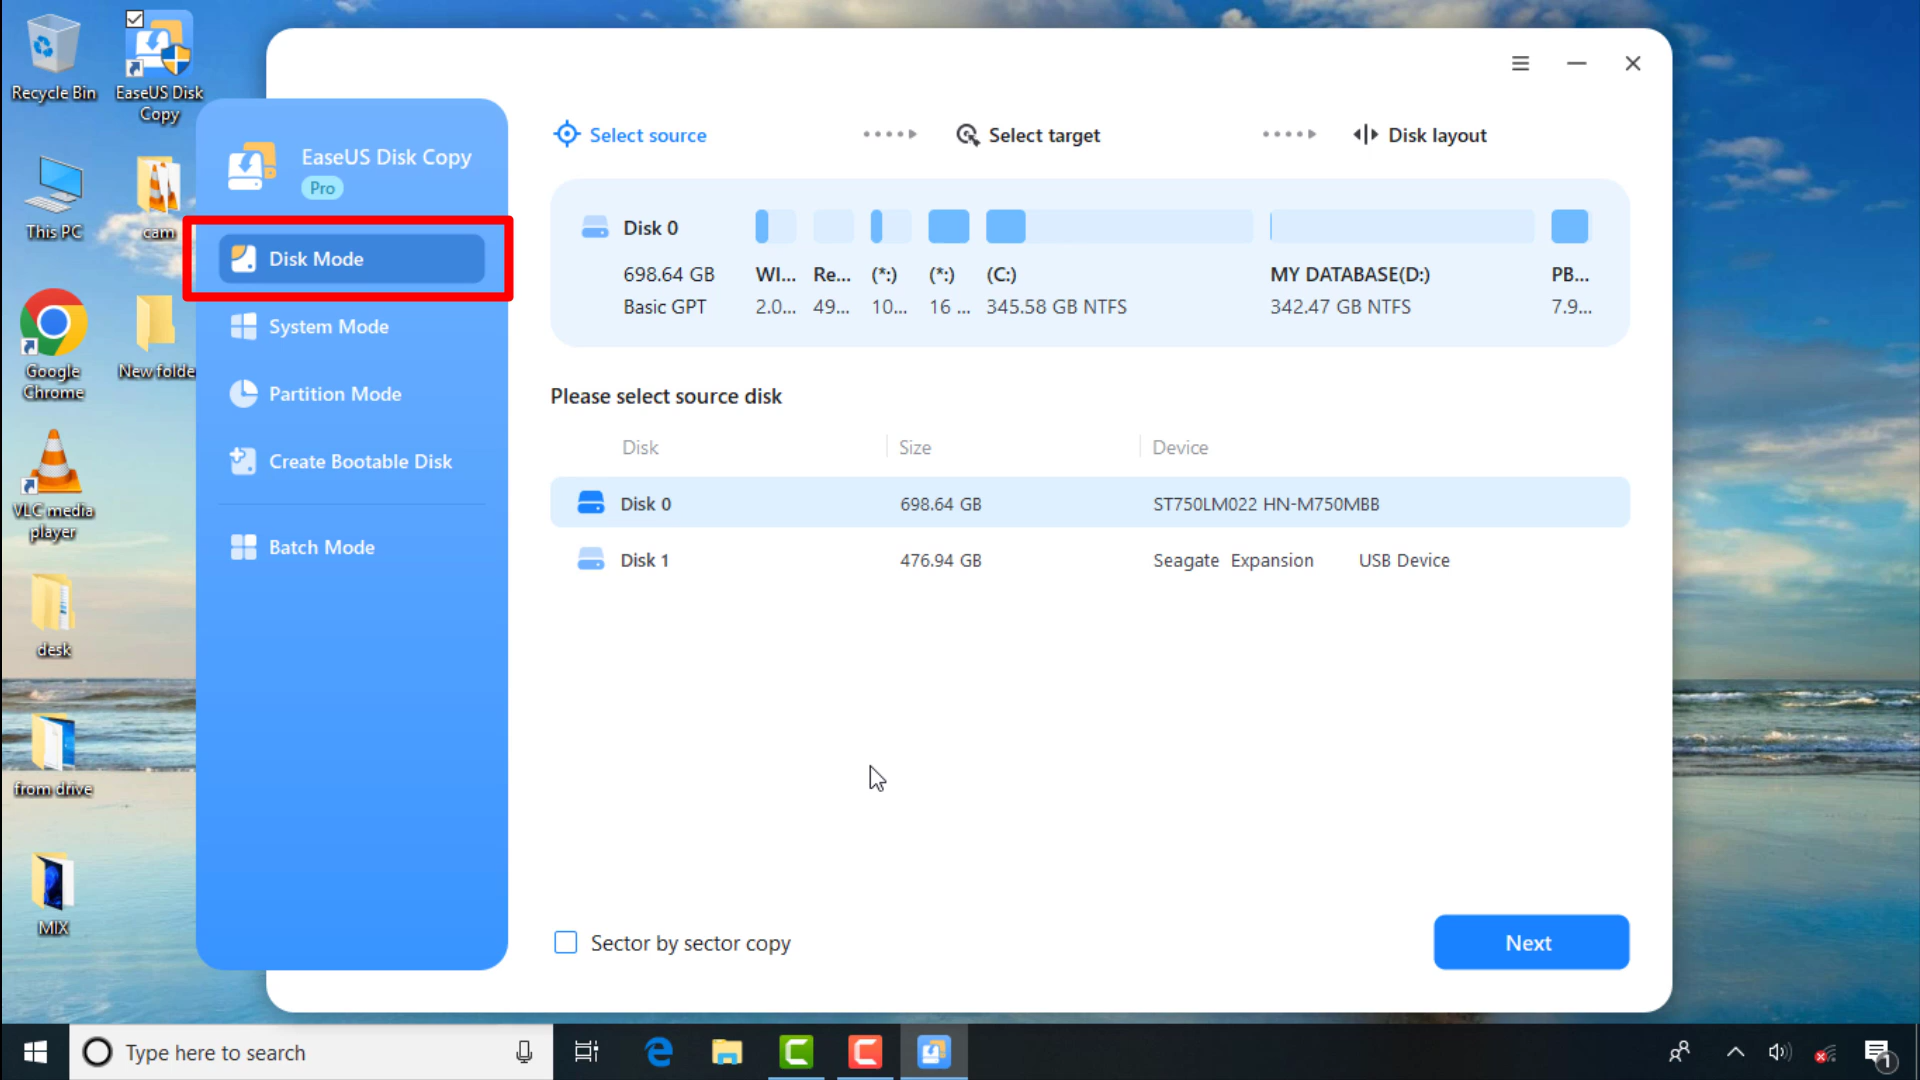 Recycle Bin
EaseUS Disk
Copy
This PC
cam
Google
Chrome
New folde
VLC media
player
desk
from drive
MIX
EaseUS Disk Copy
Pro
Disk Mode
System Mode
Partition Mode
Create Bootable Disk
Batch Mode
Select source
Select target
Disk layout
Disk 0
698.64 GB
Basic GPT
WI... Re... (*:) (*:) (C:) MY DATABASE(D:) PB...
2.0... 49... 10... 16 ... 345.58 GB NTFS 342.47 GB NTFS 7.9...
Please select source disk
Disk Size Device
Disk 0 698.64 GB ST750LM022 HN-M750MBB
Disk 1 476.94 GB Seagate Expansion USB Device
Sector by sector copy
Next
Type here to search
1